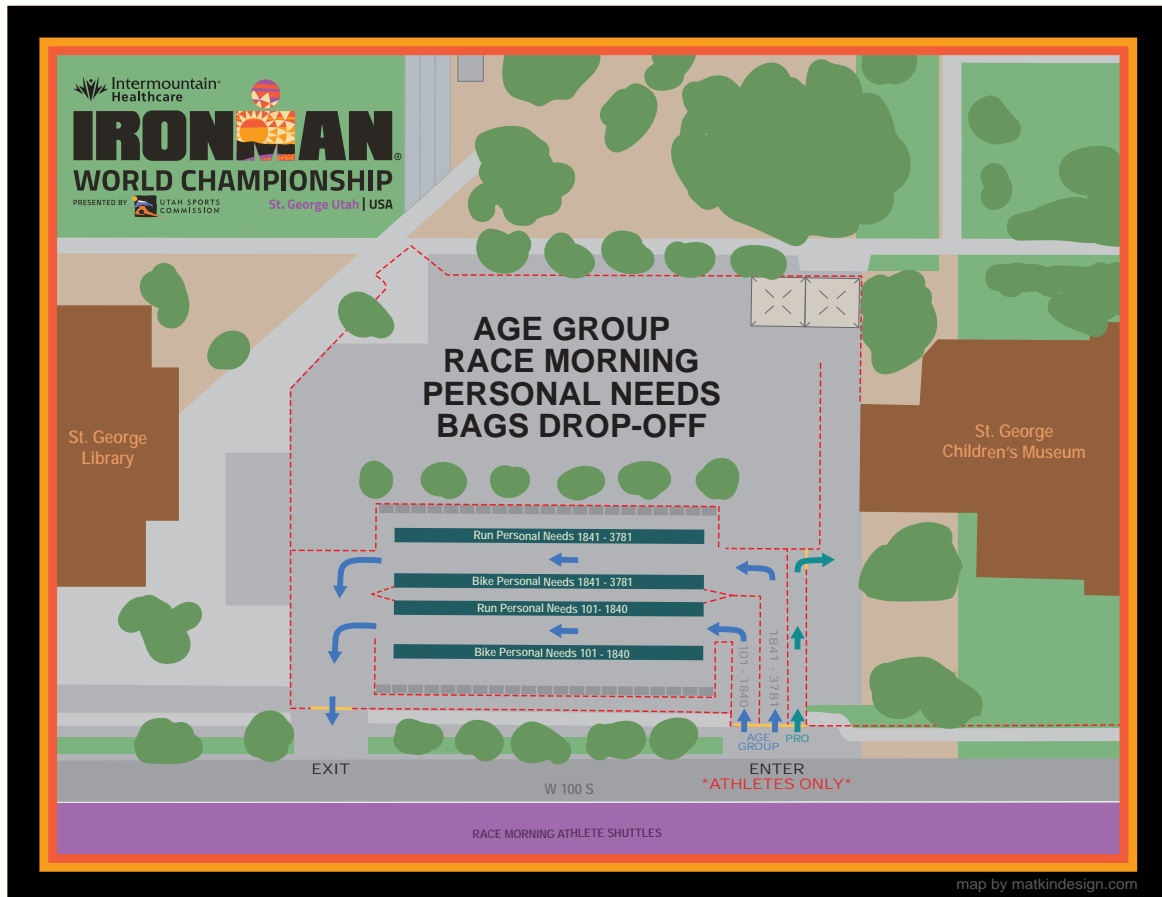 Intermountain®
Healthcare
IRONMAN®
WORLD CHAMPIONSHIP
PRESENTED BY UTAH SPORTS COMMISSION
St. George Utah | USA
AGE GROUP
RACE MORNING
PERSONAL NEEDS
BAGS DROP-OFF
St. George
Library
St. George
Children's Museum
Run Personal Needs 1841 - 3781
Bike Personal Needs 1841 - 3781
Run Personal Needs 101- 1840
Bike Personal Needs 101 - 1840
101 - 1840
1841 - 3781
AGE
GROUP
PRO
EXIT
ENTER
*ATHLETES ONLY*
W 100 S
RACE MORNING ATHLETE SHUTTLES
map by matkindesign.com